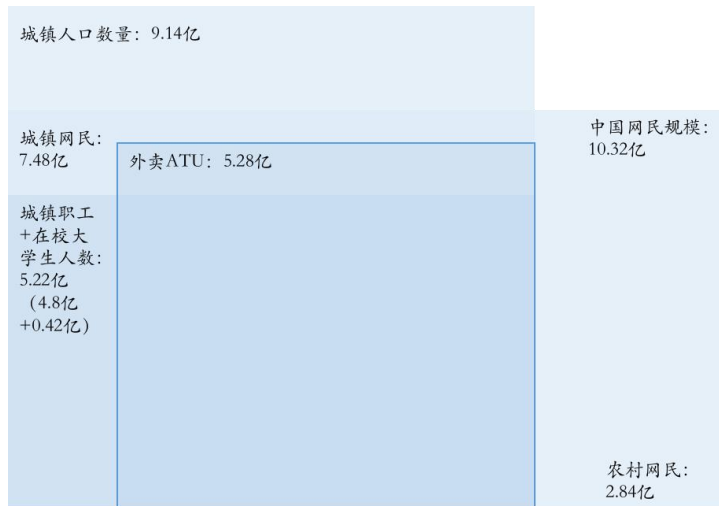 城镇人口数量：9.14亿
城镇网民：
7.48亿
外卖ATU：5.28亿
中国网民规模：
10.32亿
城镇职工
+在校大
学生人数：
5.22亿
（4.8亿
+0.42亿）
农村网民：
2.84亿